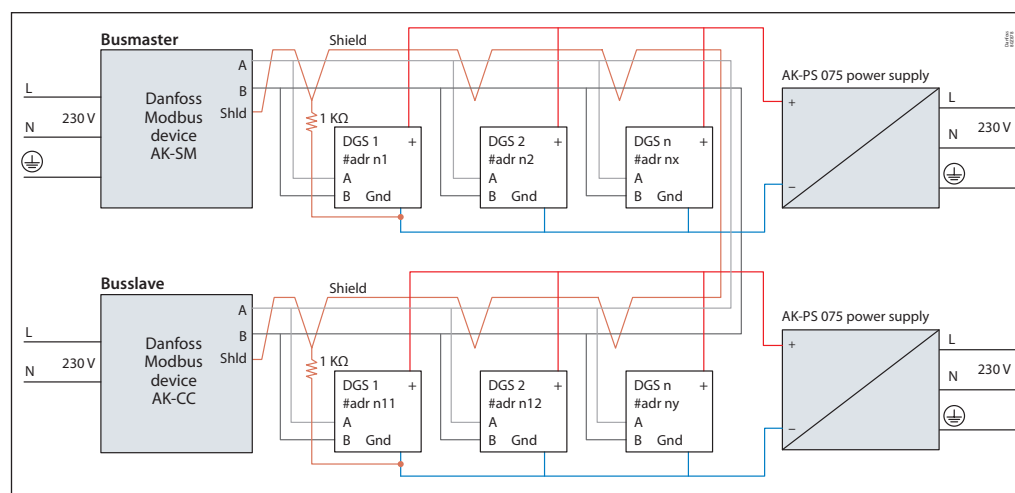 Busmaster
A
B
Shld
Danfoss
Modbus
device
AK-SM
L
N
230 V
Shield
1 KΩ
DGS 1 +
#adr n1
A
B Gnd
DGS 2 +
#adr n2
A
B Gnd
DGS n +
#adr nx
A
B Gnd
AK-PS 075 power supply
+
−
L
N
230 V
Busslave
A
B
Shld
Danfoss
Modbus
device
AK-CC
L
N
230 V
Shield
1 KΩ
DGS 1 +
#adr n11
A
B Gnd
DGS 2 +
#adr n12
A
B Gnd
DGS n +
#adr ny
A
B Gnd
AK-PS 075 power supply
+
−
L
N
230 V
Danfoss